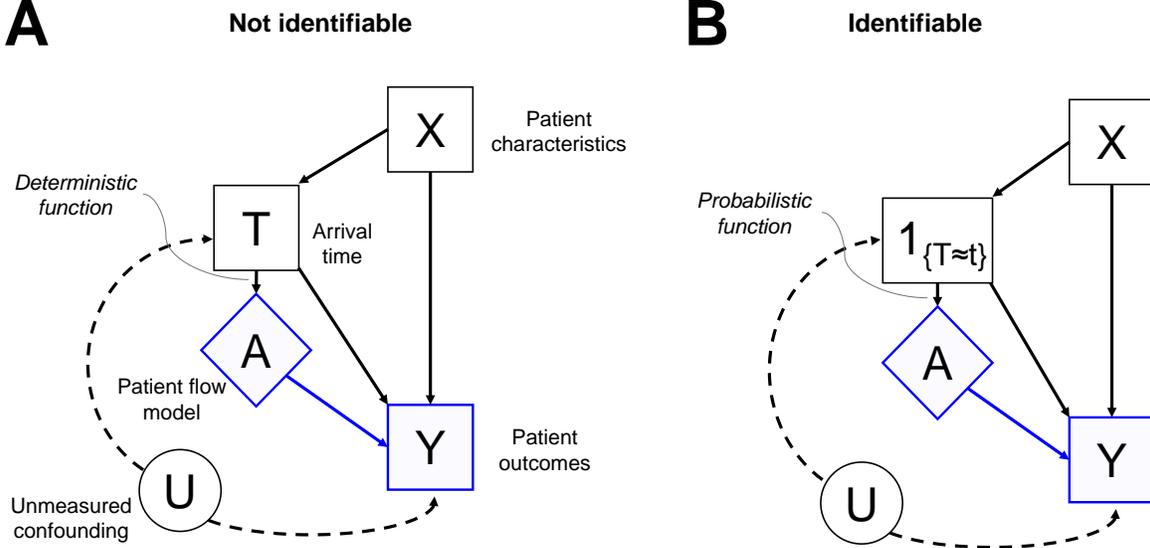 A
Not identifiable
X
Patient
characteristics
Deterministic
function
T
Arrival
time
A
Patient flow
model
Y
Patient
outcomes
U
Unmeasured
confounding
B
Identifiable
X
Probabilistic
function
1{T≈t}
A
Y
U